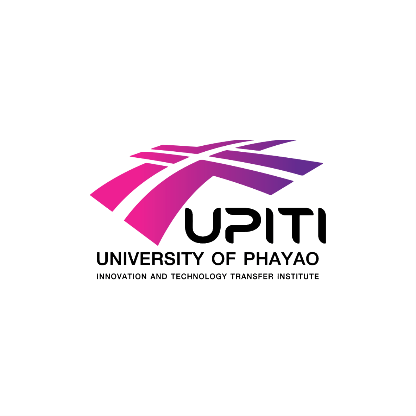 UPITI
UNIVERSITY OF PHAYAO
INNOVATION AND TECHNOLOGY TRANSFER INSTITUTE